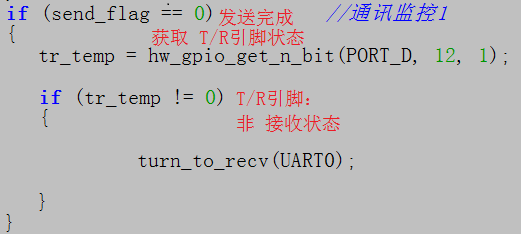 if (send_flag == 0)发送完成 //通讯监控1
{ 获取 T/R引脚状态
tr_temp = hw_gpio_get_n_bit(PORT_D, 12, 1);
if (tr_temp != 0) T/R引脚：
{ 非 接收状态
turn_to_recv(UART0);
}
}